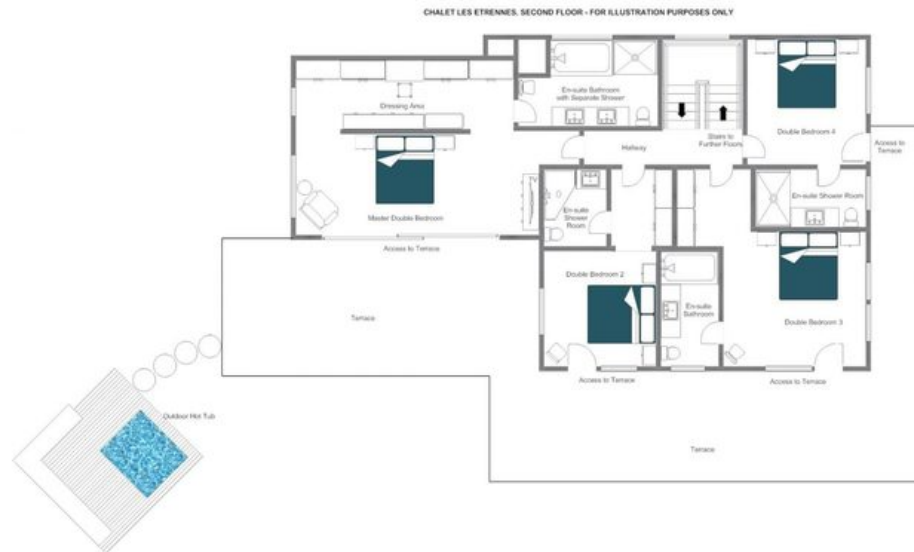 CHALET LES ETRENNES. SECOND FLOOR - FOR ILLUSTRATION PURPOSES ONLY
En-suite Bathroom
with Separate Shower
Dressing Area
Stairs to
Further Floors
Double Bedroom 4
Hallway
Access to
Terrace
Master Double Bedroom
En-suite
Shower
Room
En-suite Shower Room
Access to Terrace
Double Bedroom 2
En-suite
Bathroom
Double Bedroom 3
Terrace
Access to Terrace
Access to Terrace
Outdoor Hot Tub
Terrace